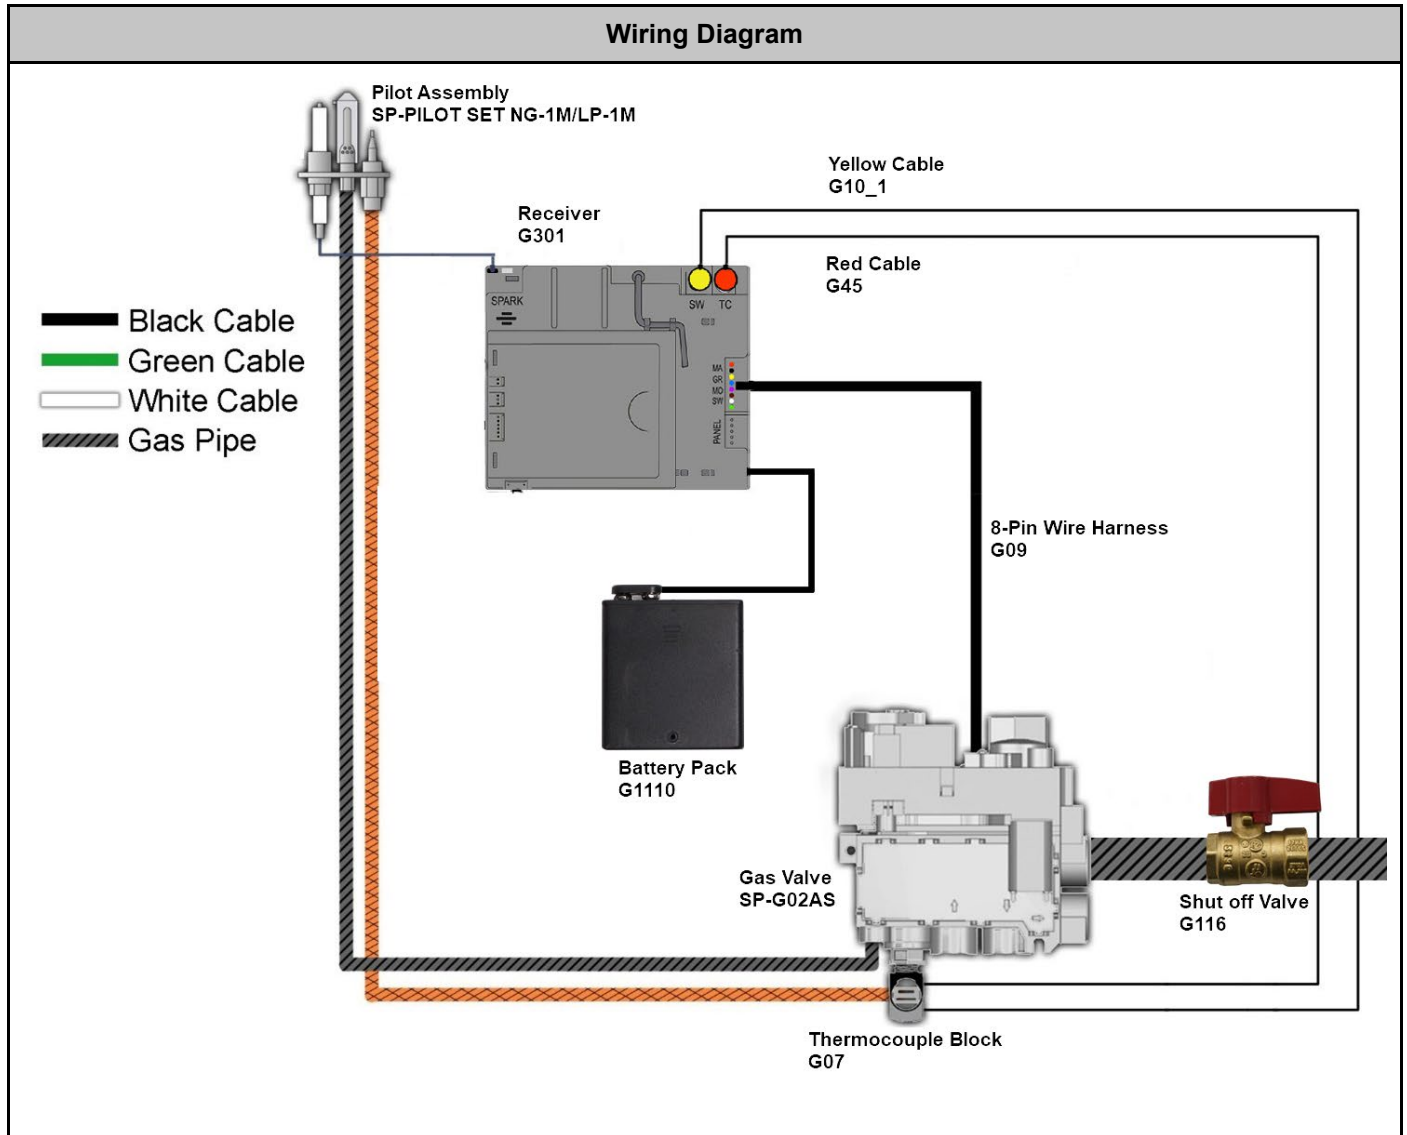 Wiring Diagram
Pilot Assembly
SP-PILOT SET NG-1M/LP-1M
Yellow Cable
G10_1
Receiver
G301
Red Cable
G45
SPARK
SW TC
Black Cable
Green Cable
White Cable
Gas Pipe
MA
GR
MO
SW
PANEL
8-Pin Wire Harness
G09
Battery Pack
G1110
Gas Valve
SP-G02AS
Shut off Valve
G116
Thermocouple Block
G07